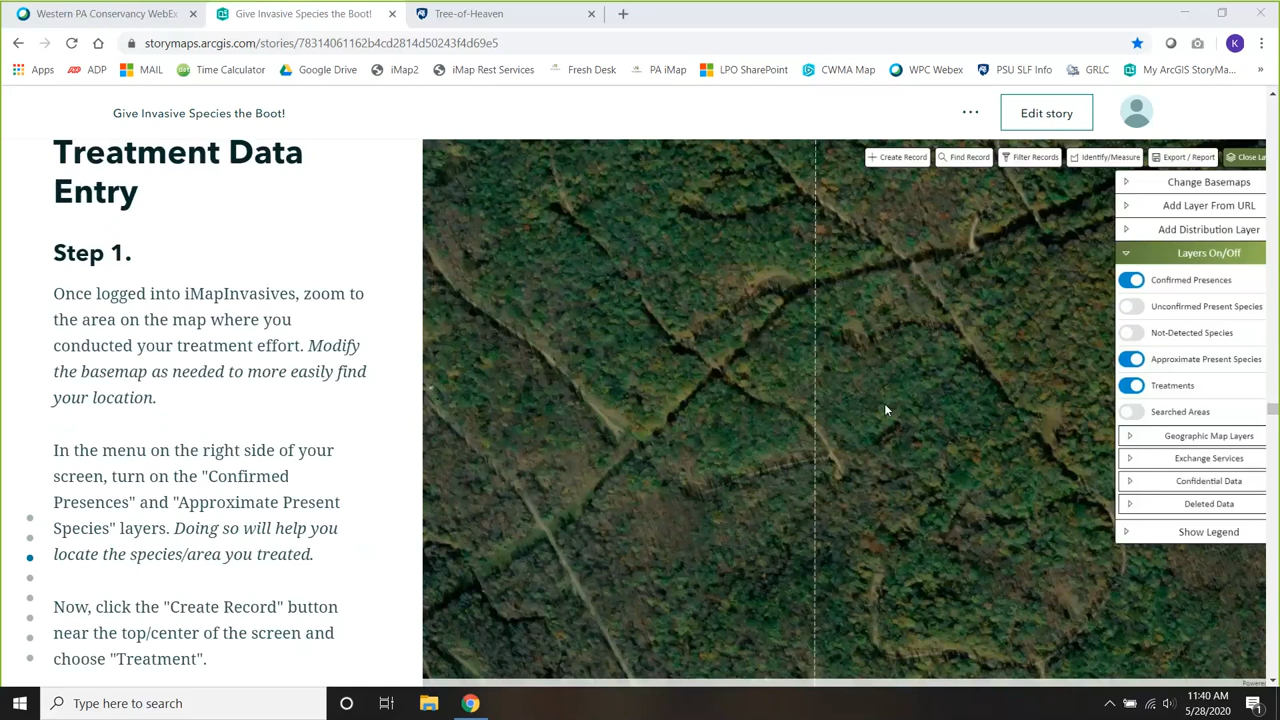 Western PA Conservancy WebEx
Give Invasive Species the Boot!
Tree-of-Heaven
storymaps.arcgis.com/stories/78314061162b4cd2814d50243f4d69e5
K
Apps
ADP
MAIL
Time Calculator
Google Drive
iMap2
iMap Rest Services
Fresh Desk
PA iMap
LPO SharePoint
CWMA Map
WPC Webex
PSU SLF Info
GRLC
My ArcGIS StoryMa...
Give Invasive Species the Boot!
Edit story
Treatment Data
Entry
Step 1.
Once logged into iMapInvasives, zoom to
the area on the map where you
conducted your treatment effort. Modify
the basemap as needed to more easily find
your location.
In the menu on the right side of your
screen, turn on the "Confirmed
Presences" and "Approximate Present
Species" layers. Doing so will help you
locate the species/area you treated.
Now, click the "Create Record" button
near the top/center of the screen and
choose "Treatment".
Create Record
Find Record
Filter Records
Identify/Measure
Export / Report
Close La
Change Basemaps
Add Layer From URL
Add Distribution Layer
Layers On/Off
Confirmed Presences
Unconfirmed Present Species
Not-Detected Species
Approximate Present Species
Treatments
Searched Areas
Geographic Map Layers
Exchange Services
Confidential Data
Deleted Data
Show Legend
Powere
Type here to search
11:40 AM
5/28/2020